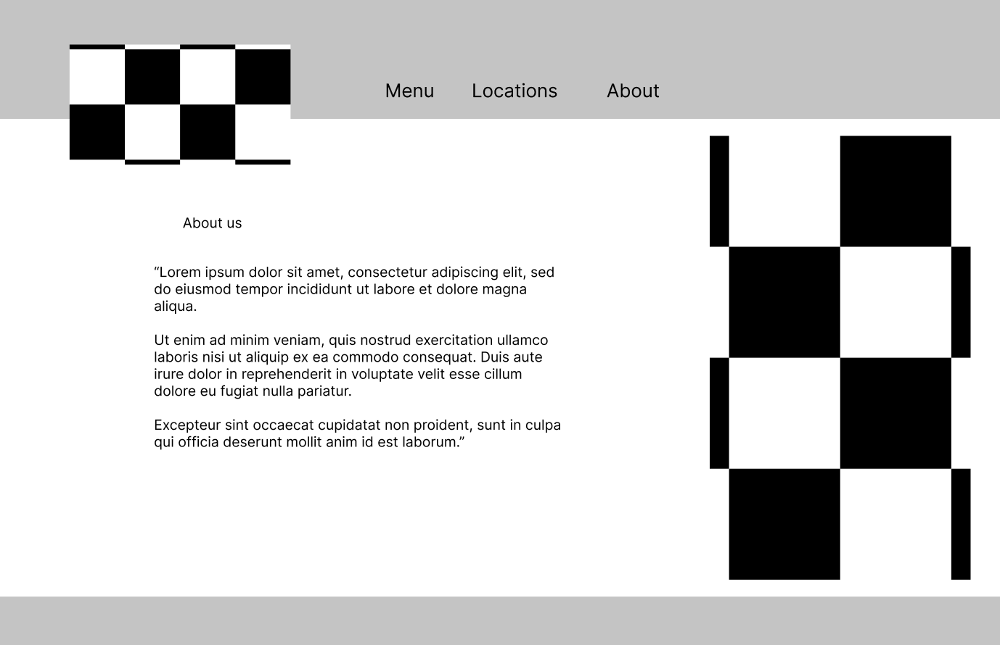 Menu Locations About
About us
“Lorem ipsum dolor sit amet, consectetur adipiscing elit, sed
do eiusmod tempor incididunt ut labore et dolore magna
aliqua.
Ut enim ad minim veniam, quis nostrud exercitation ullamco
laboris nisi ut aliquip ex ea commodo consequat. Duis aute
irure dolor in reprehenderit in voluptate velit esse cillum
dolore eu fugiat nulla pariatur.
Excepteur sint occaecat cupidatat non proident, sunt in culpa
qui officia deserunt mollit anim id est laborum.”